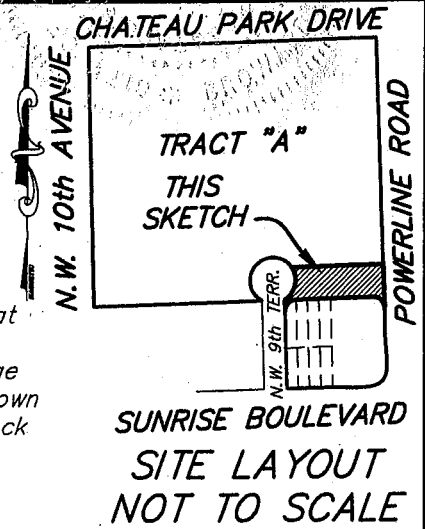 CHATEAU PARK DRIVE
N.W. 10th AVENUE
TRACT "A"
THIS
SKETCH
POWERLINE ROAD
N.W. 9th TERR.
own
SUNRISE BOULEVARD
SITE LAYOUT
NOT TO SCALE